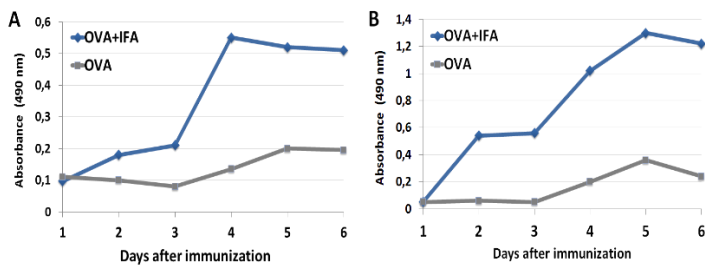 A
OVA+IFA
OVA
Absorbance (490 nm)
0,6
0,5
0,4
0,3
0,2
0,1
0
1 2 3 4 5 6
Days after immunization
B
OVA+IFA
OVA
Absorbance (490 nm)
1,4
1,2
1
0,8
0,6
0,4
0,2
0
1 2 3 4 5 6
Days after immunization